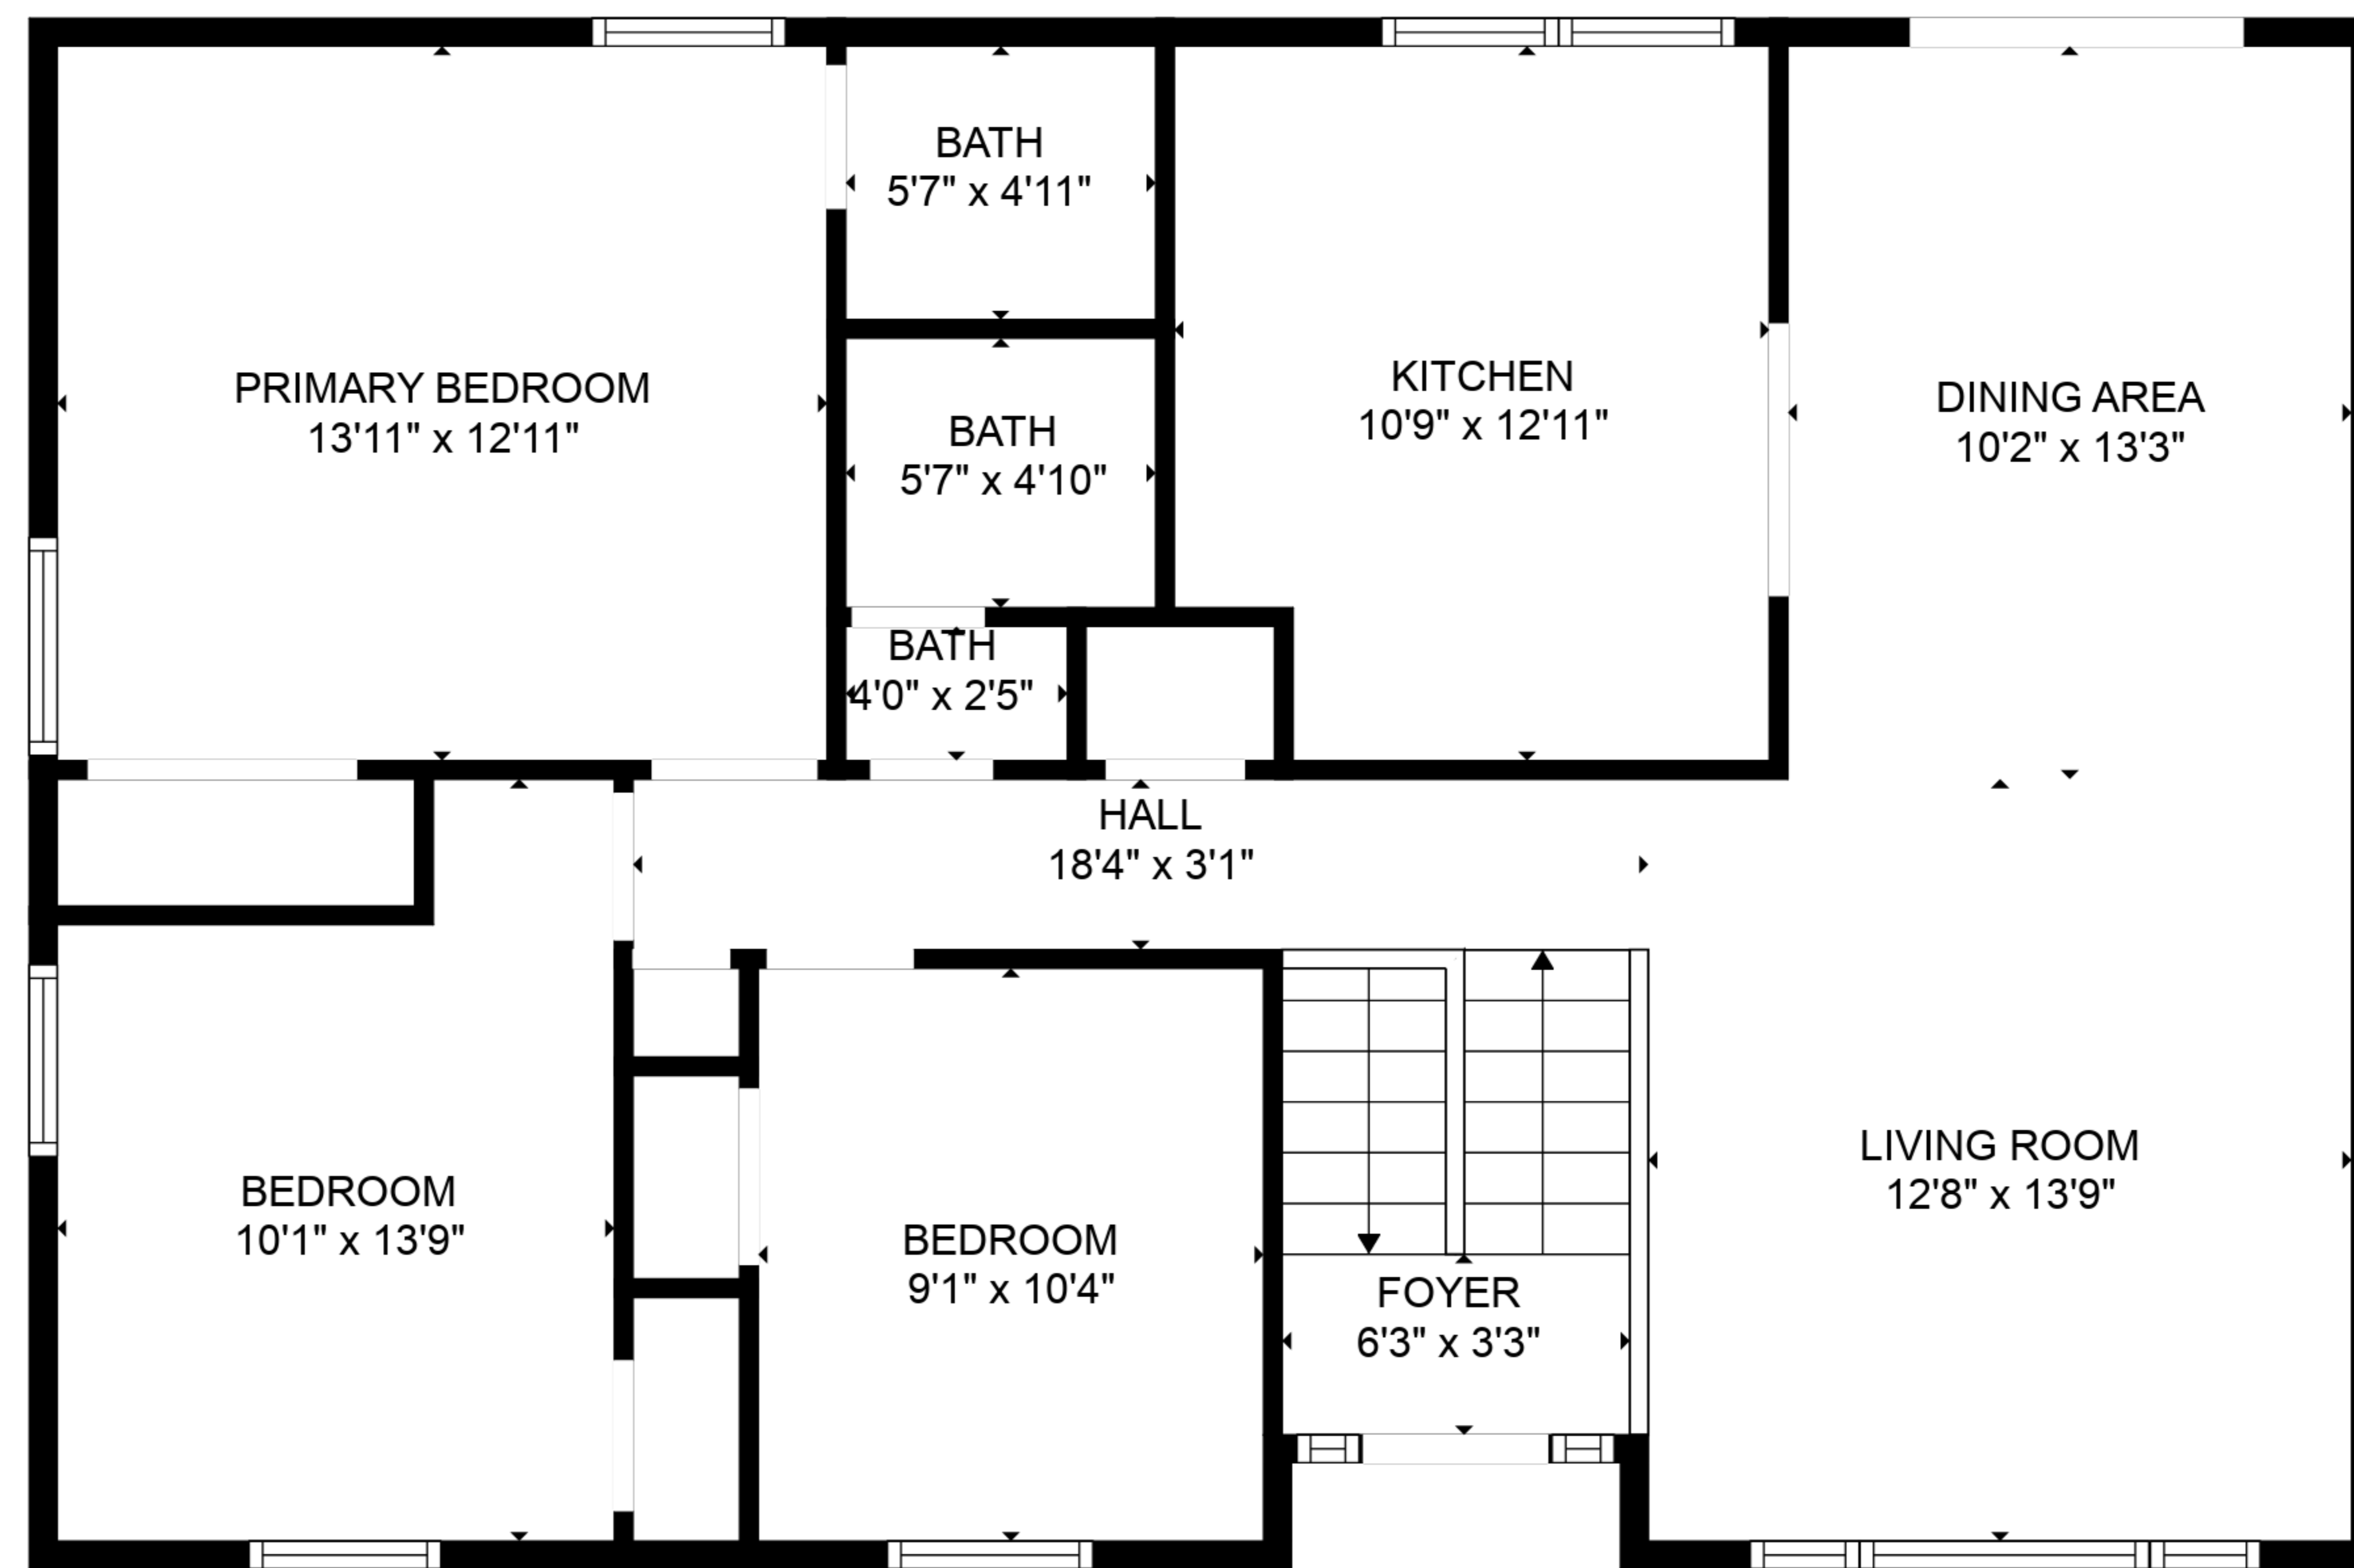 BATH
5'7" x 4'11"
PRIMARY BEDROOM
13'11" x 12'11"
BATH
5'7" x 4'10"
KITCHEN
10'9" x 12'11"
DINING AREA
10'2" x 13'3"
BATH
4'0" x 2'5"
HALL
18'4" x 3'1"
BEDROOM
10'1" x 13'9"
BEDROOM
9'1" x 10'4"
FOYER
6'3" x 3'3"
LIVING ROOM
12'8" x 13'9"